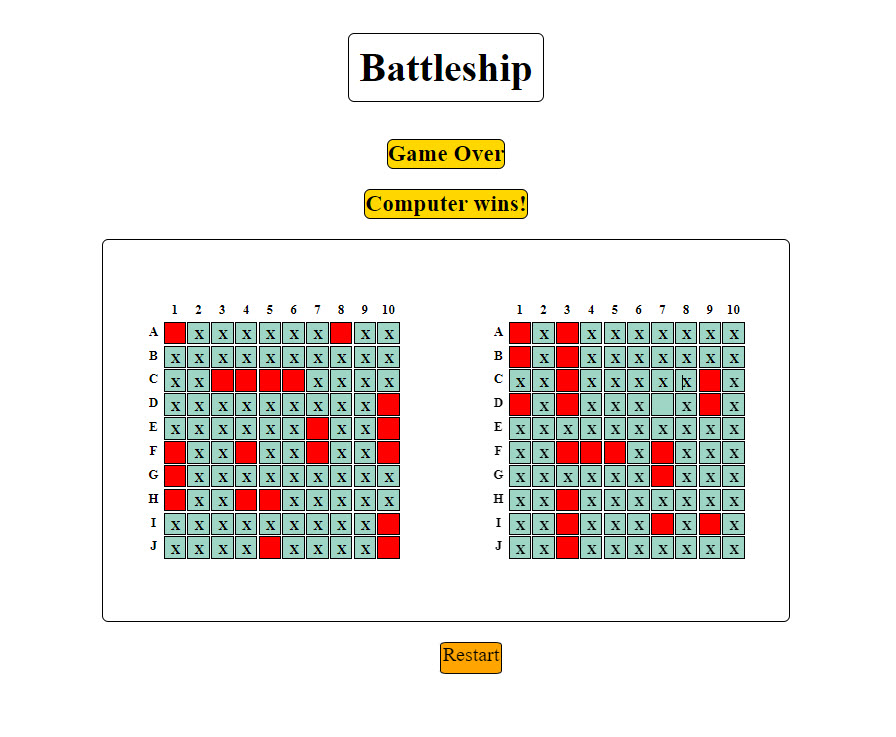 Battleship
Game Over
Computer wins!
1 2 3 4 5 6 7 8 9 10 1 2 3 4 5 6 7 8 9 10
A x x x x x x x x A x x x x x x x x
B x x x x x x x x x x B x x x x x x x x
C x x x x x x C x x x x x x x x
D x x x x x x x x x D x x x x x x
E x x x x x x x x E x x x x x x x x x x
F x x x x x x F x x x x x x
G x x x x x x x x x G x x x x x x x x x
H x x x x x x x H x x x x x x x x x
I x x x x x x x x x I x x x x x x x
J x x x x x x x x J x x x x x x x x x
Restart